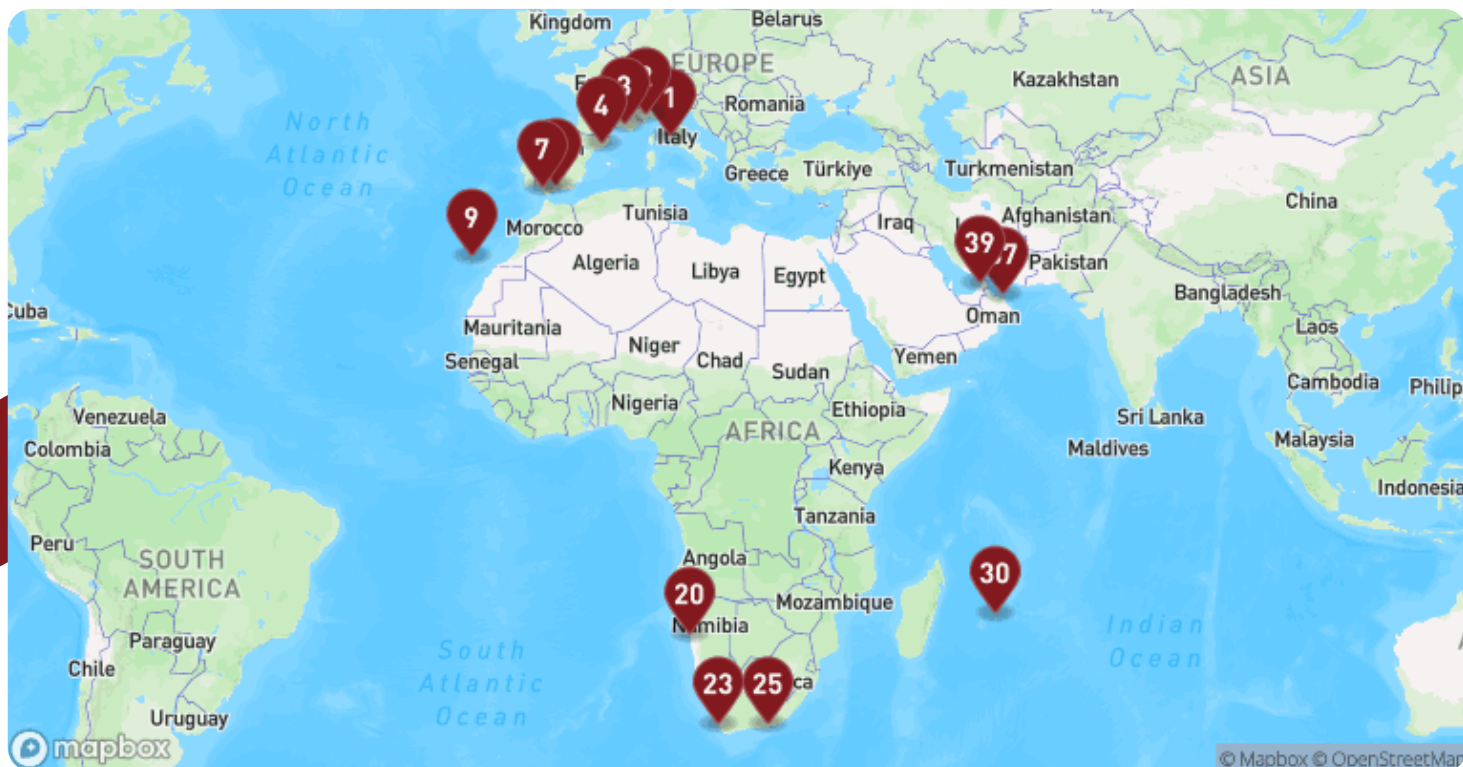 Kingdom
Belarus
EUROPE
Kazakhstan
ASIA
3
1
4
Romania
Italy
North
Atlantic
Ocean
7
Greece
Türkiye
Turkmenistan
China
9
Morocco
Tunisia
Iraq
Afghanistan
39
37
Pakistan
Algeria
Libya
Egypt
Bangladesh
Cuba
Mauritania
Oman
Laos
Senegal
Niger
Chad
Sudan
Yemen
Cambodia
Philip
Venezuela
Nigeria
Ethiopia
Sri Lanka
Colombia
AFRICA
Maldives
Malaysia
Kenya
Indonesia
Tanzania
Peru
SOUTH
AMERICA
Angola
30
20
Mozambique
Namibia
Paraguay
Indian
Ocean
Chile
South
Atlantic
Ocean
23
25
ca
Uruguay
mapbox
© Mapbox © OpenStreetMap